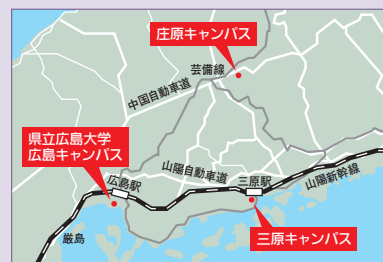 庄原キャンパス
芸備線
中国自動車道
県立広島大学
広島キャンパス
山陽自動車道
広島駅
三原駅
山陽新幹線
三原キャンパス
厳島